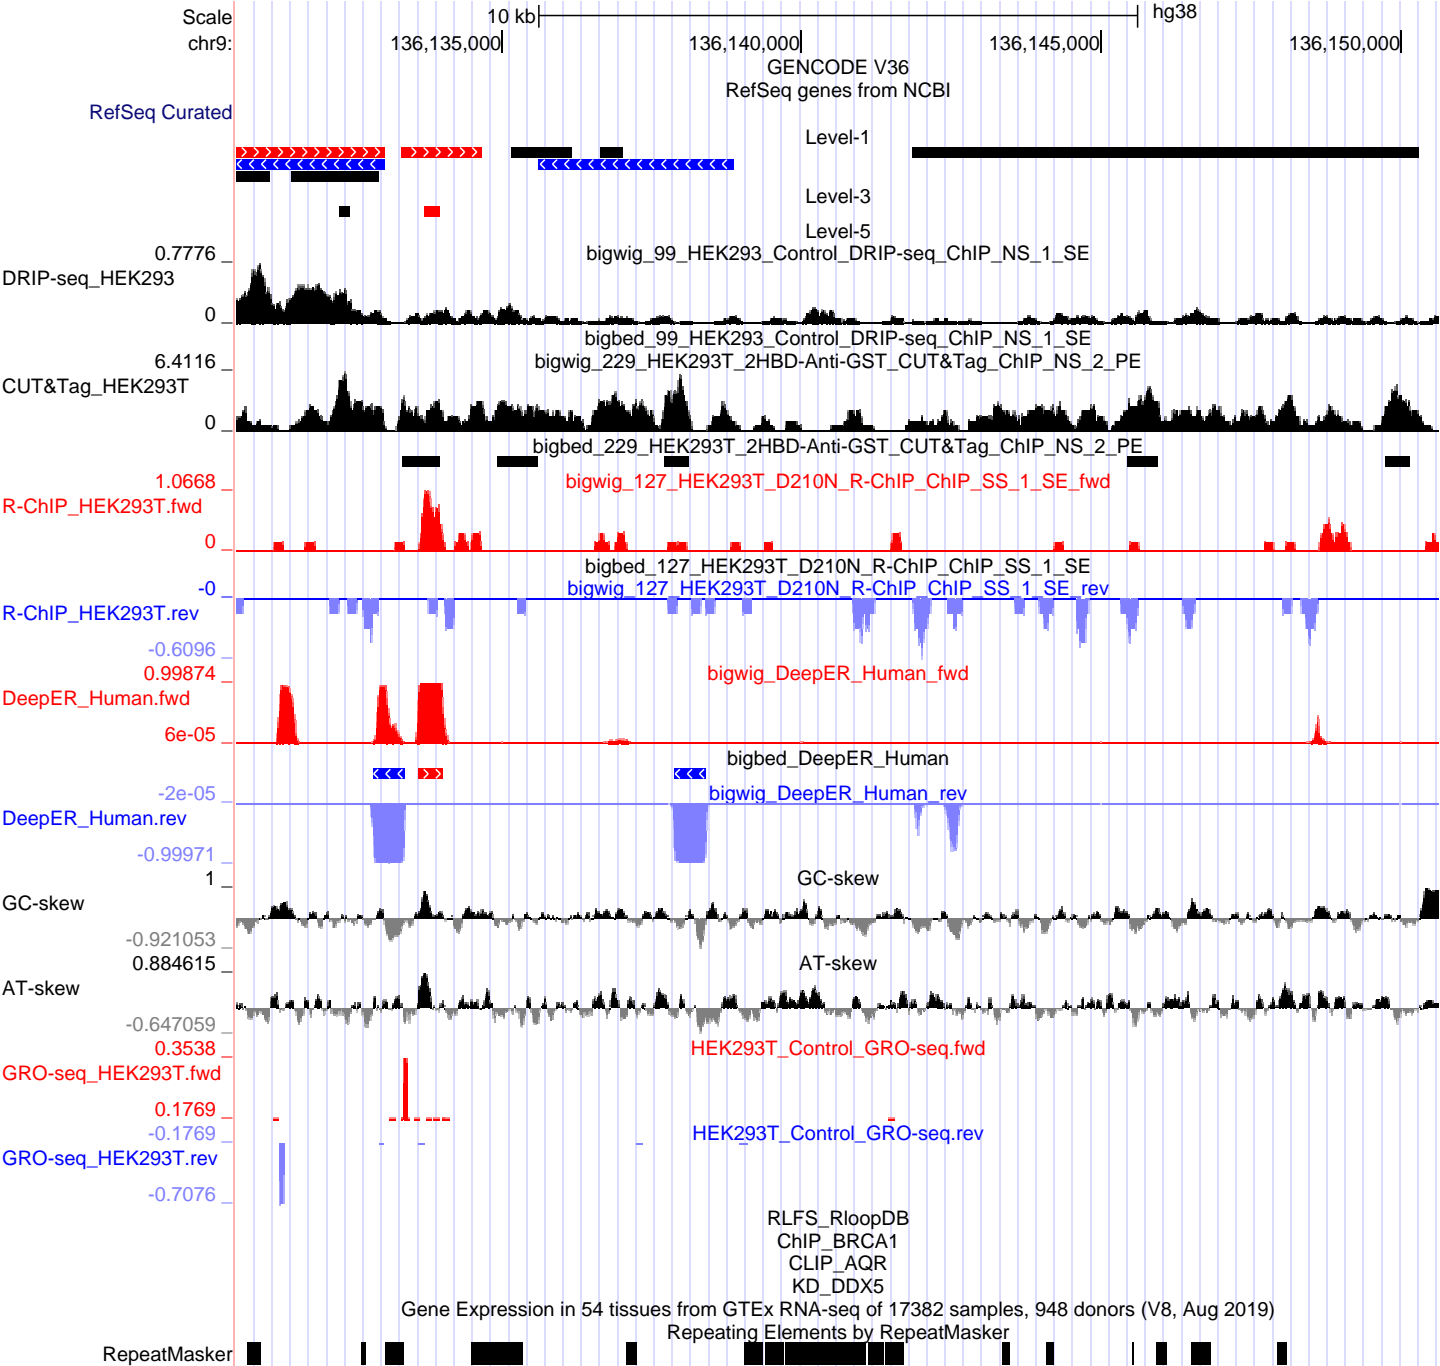 Scale 10 kb hg38
chr9: 136,135,000 136,140,000 136,145,000 136,150,000
GENCODE V36
RefSeq genes from NCBI
RefSeq Curated
Level-1
Level-3
Level-5
0.7776 bigwig_99_HEK293_Control_DRIP-seq_ChIP_NS_1_SE
DRIP-seq_HEK293
0
bigbed_99_HEK293_Control_DRIP-seq_ChIP_NS_1_SE
6.4116 bigwig_229_HEK293T_2HBD-Anti-GST_CUT&Tag_ChIP_NS_2_PE
CUT&Tag_HEK293T
0
bigbed_229_HEK293T_2HBD-Anti-GST_CUT&Tag_ChIP_NS_2_PE
1.0668 bigwig_127_HEK293T_D210N_R-ChIP_ChIP_SS_1_SE_fwd
R-ChIP_HEK293T.fwd
0
bigbed_127_HEK293T_D210N_R-ChIP_ChIP_SS_1_SE
-0 bigwig_127_HEK293T_D210N_R-ChIP_ChIP_SS_1_SE_rev
R-ChIP_HEK293T.rev
-0.6096
0.99874 bigwig_DeepER_Human_fwd
DeepER_Human.fwd
6e-05
bigbed_DeepER_Human
-2e-05 bigwig_DeepER_Human_rev
DeepER_Human.rev
-0.99971
1 GC-skew
GC-skew
-0.921053
0.884615 AT-skew
AT-skew
-0.647059
0.3538 HEK293T_Control_GRO-seq.fwd
GRO-seq_HEK293T.fwd
0.1769
-0.1769 HEK293T_Control_GRO-seq.rev
GRO-seq_HEK293T.rev
-0.7076
RLFS_RloopDB
ChIP_BRCA1
CLIP_AQR
KD_DDX5
Gene Expression in 54 tissues from GTEx RNA-seq of 17382 samples, 948 donors (V8, Aug 2019)
Repeating Elements by RepeatMasker
RepeatMasker